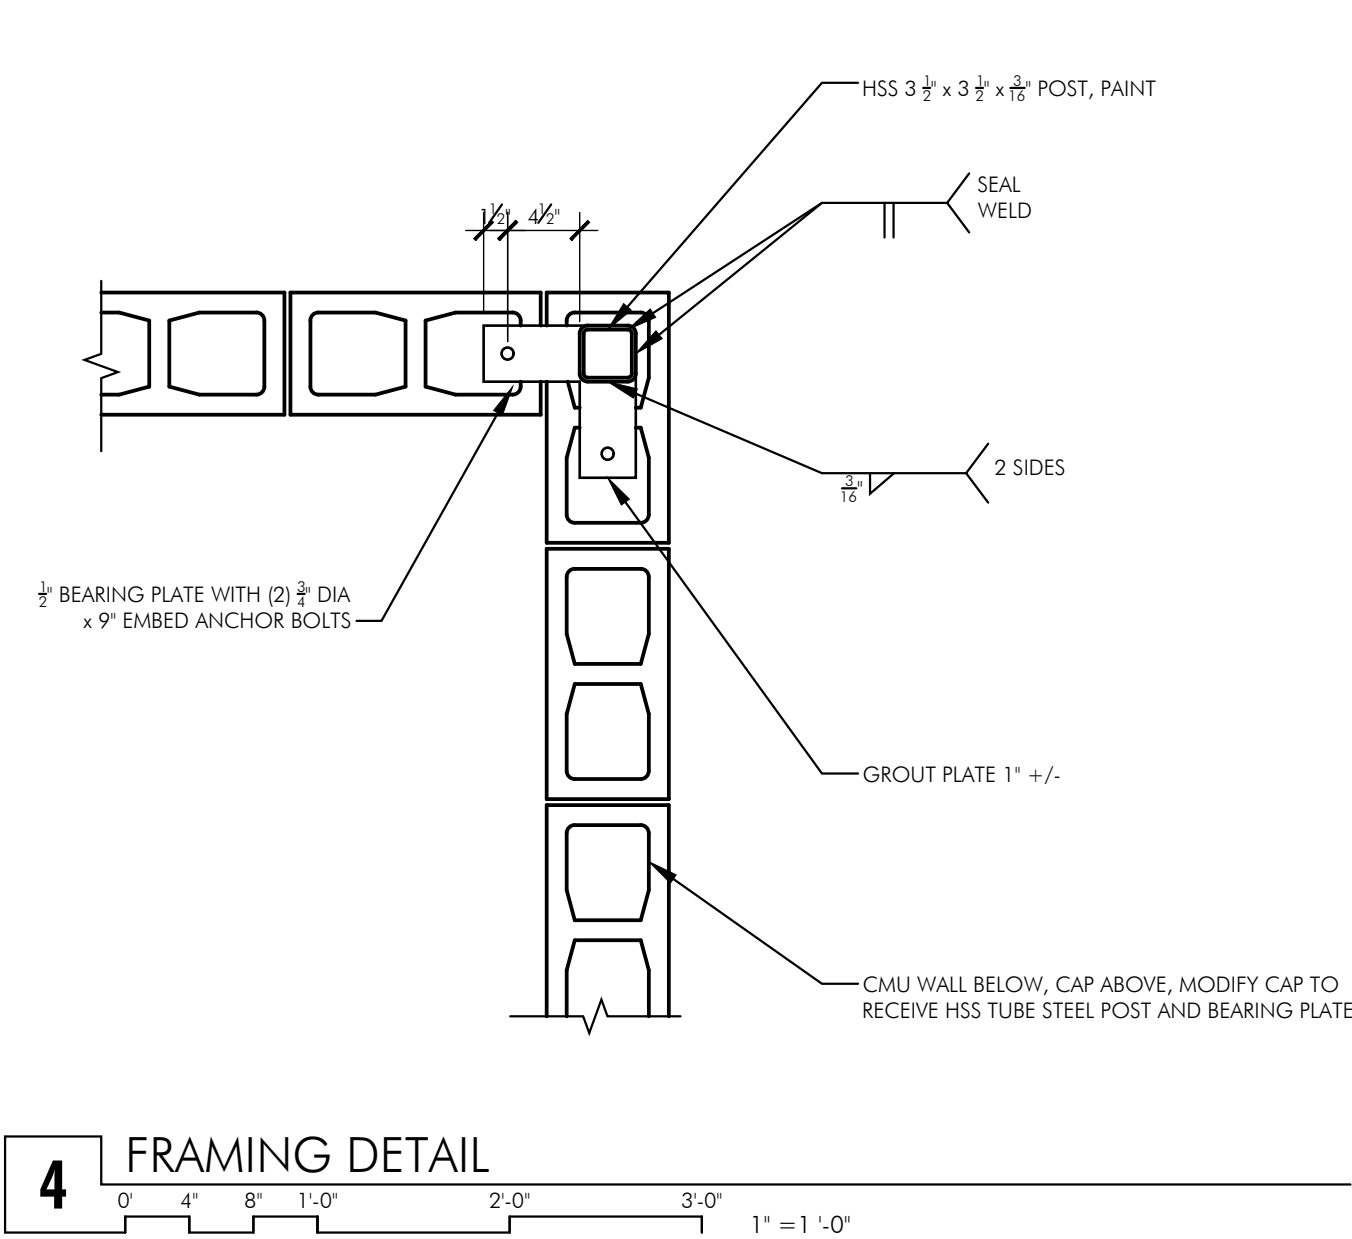 HSS 3 1/2" x 3 1/2" x 3/16" POST, PAINT
SEAL
WELD
1 1/2"
4 1/2"
2 SIDES
3/16"
1/2" BEARING PLATE WITH (2) 3/4" DIA
x 9" EMBED ANCHOR BOLTS
GROUT PLATE 1" +/-
CMU WALL BELOW, CAP ABOVE, MODIFY CAP TO
RECEIVE HSS TUBE STEEL POST AND BEARING PLATE
4
FRAMING DETAIL
0' 4" 8" 1'-0" 2'-0" 3'-0"
1" =1 '-0"